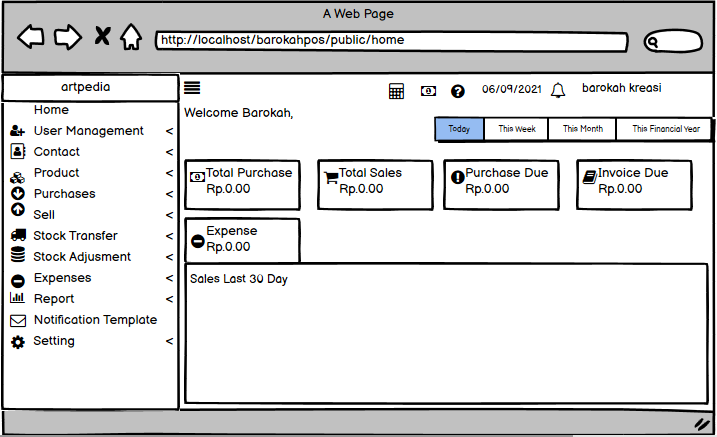 A Web Page
http://localhost/barokahpos/public/home
artpedia
06/09/2021
barokah kreasi
Home
User Management <
Contact <
Product <
Purchases <
Sell <
Stock Transfer <
Stock Adjusment <
Expenses <
Report <
Notification Template
Setting <
Welcome Barokah,
Today
This Week
This Month
This Financial Year
Total Purchase
Rp.0.00
Total Sales
Rp.0.00
Purchase Due
Rp.0.00
Invoice Due
Rp.0.00
Expense
Rp.0.00
Sales Last 30 Day